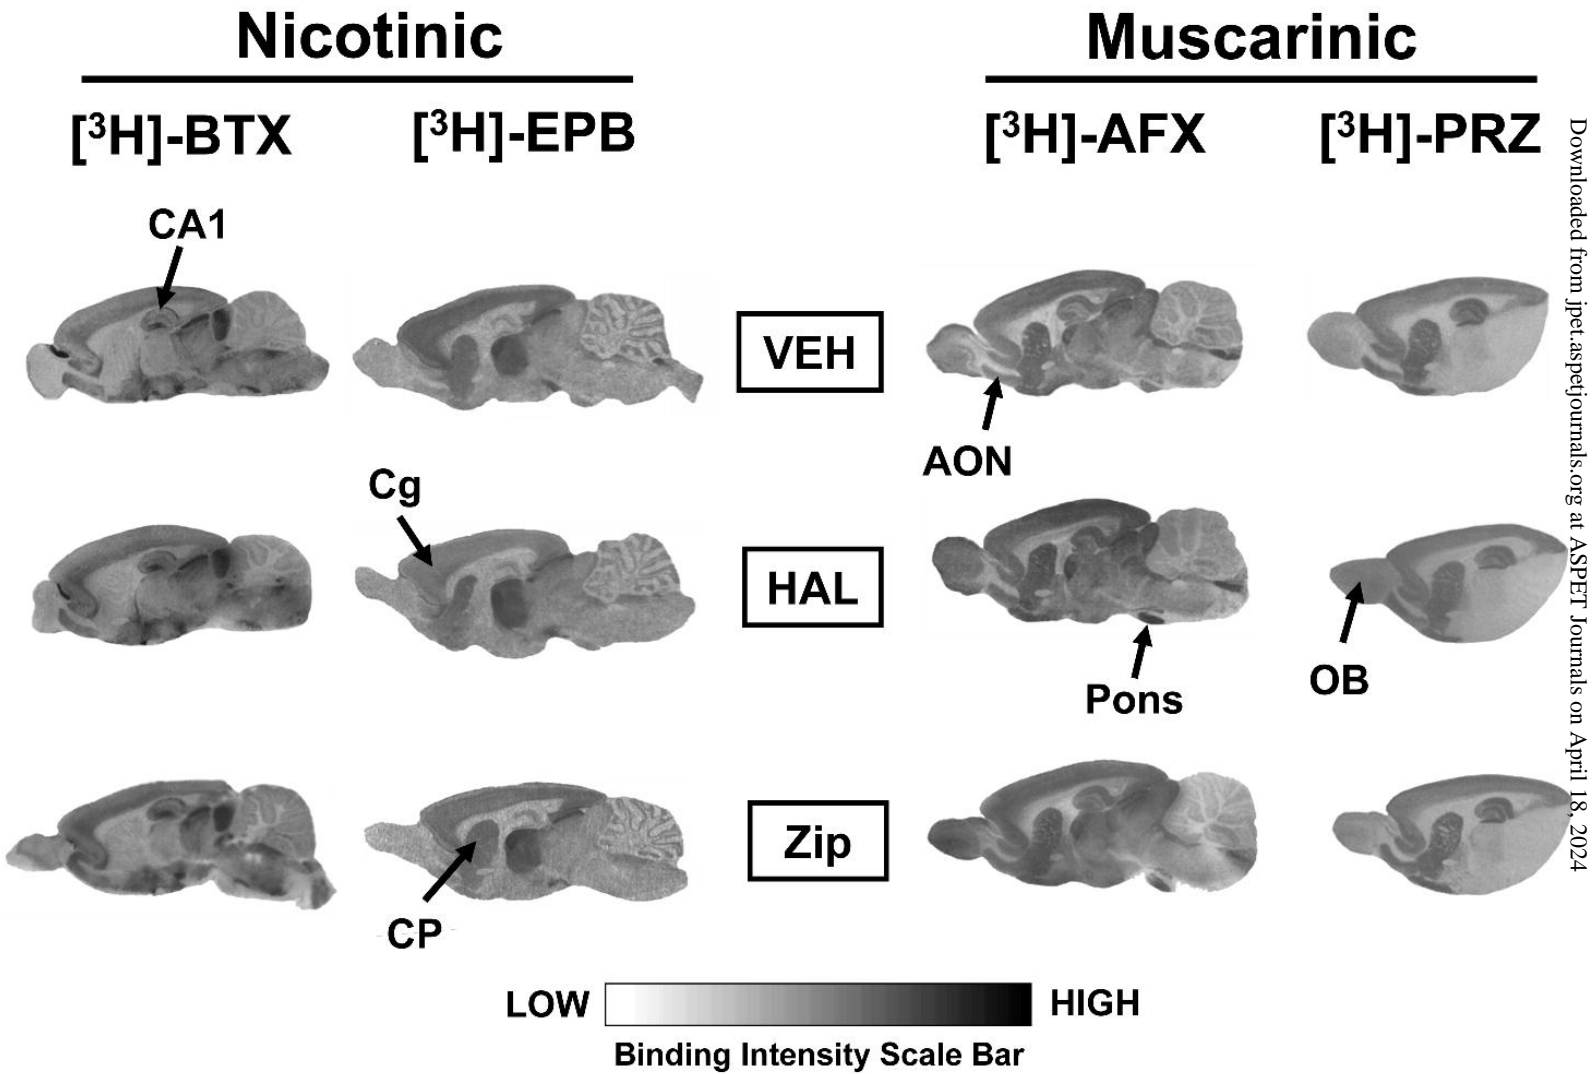 Nicotinic
Muscarinic
[³H]-BTX
[³H]-EPB
[³H]-AFX
[³H]-PRZ
CA1
VEH
AON
Cg
HAL
Pons
OB
Zip
CP
LOW
HIGH
Binding Intensity Scale Bar
Downloaded from jpet.aspetjournals.org at ASPET Journals on April 18, 2024